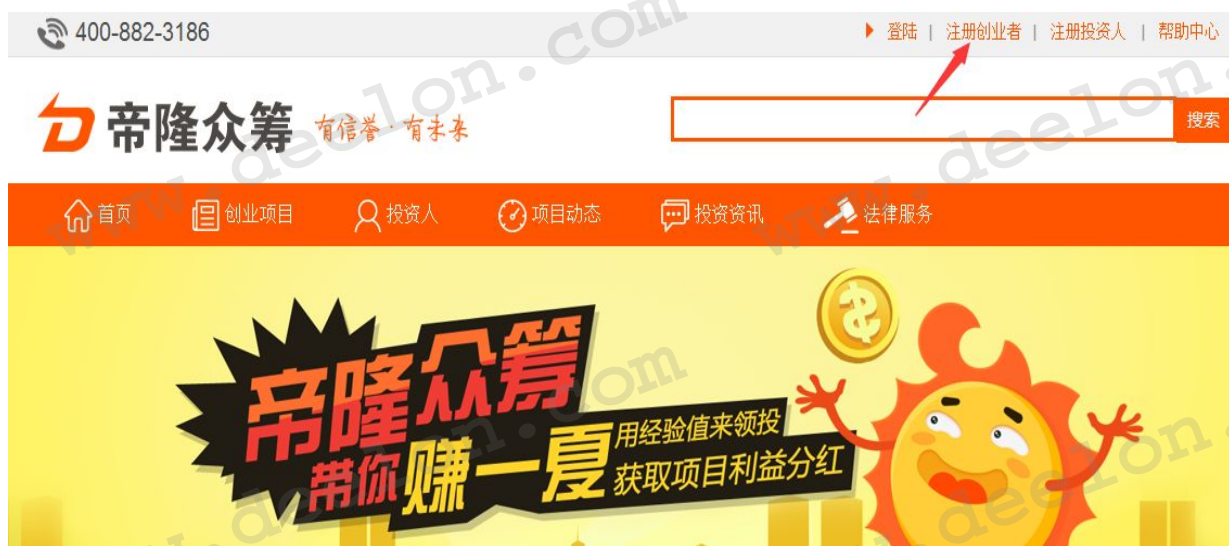 400-882-3186
登陆 | 注册创业者 | 注册投资人 | 帮助中心
帝隆众筹 有信誉·有未来
搜索
首页 创业项目 投资人 项目动态 投资资讯 法律服务
帝隆众筹
带你赚一夏
用经验值来领投
获取项目利益分红
www.deelon.com
www.deelon.com